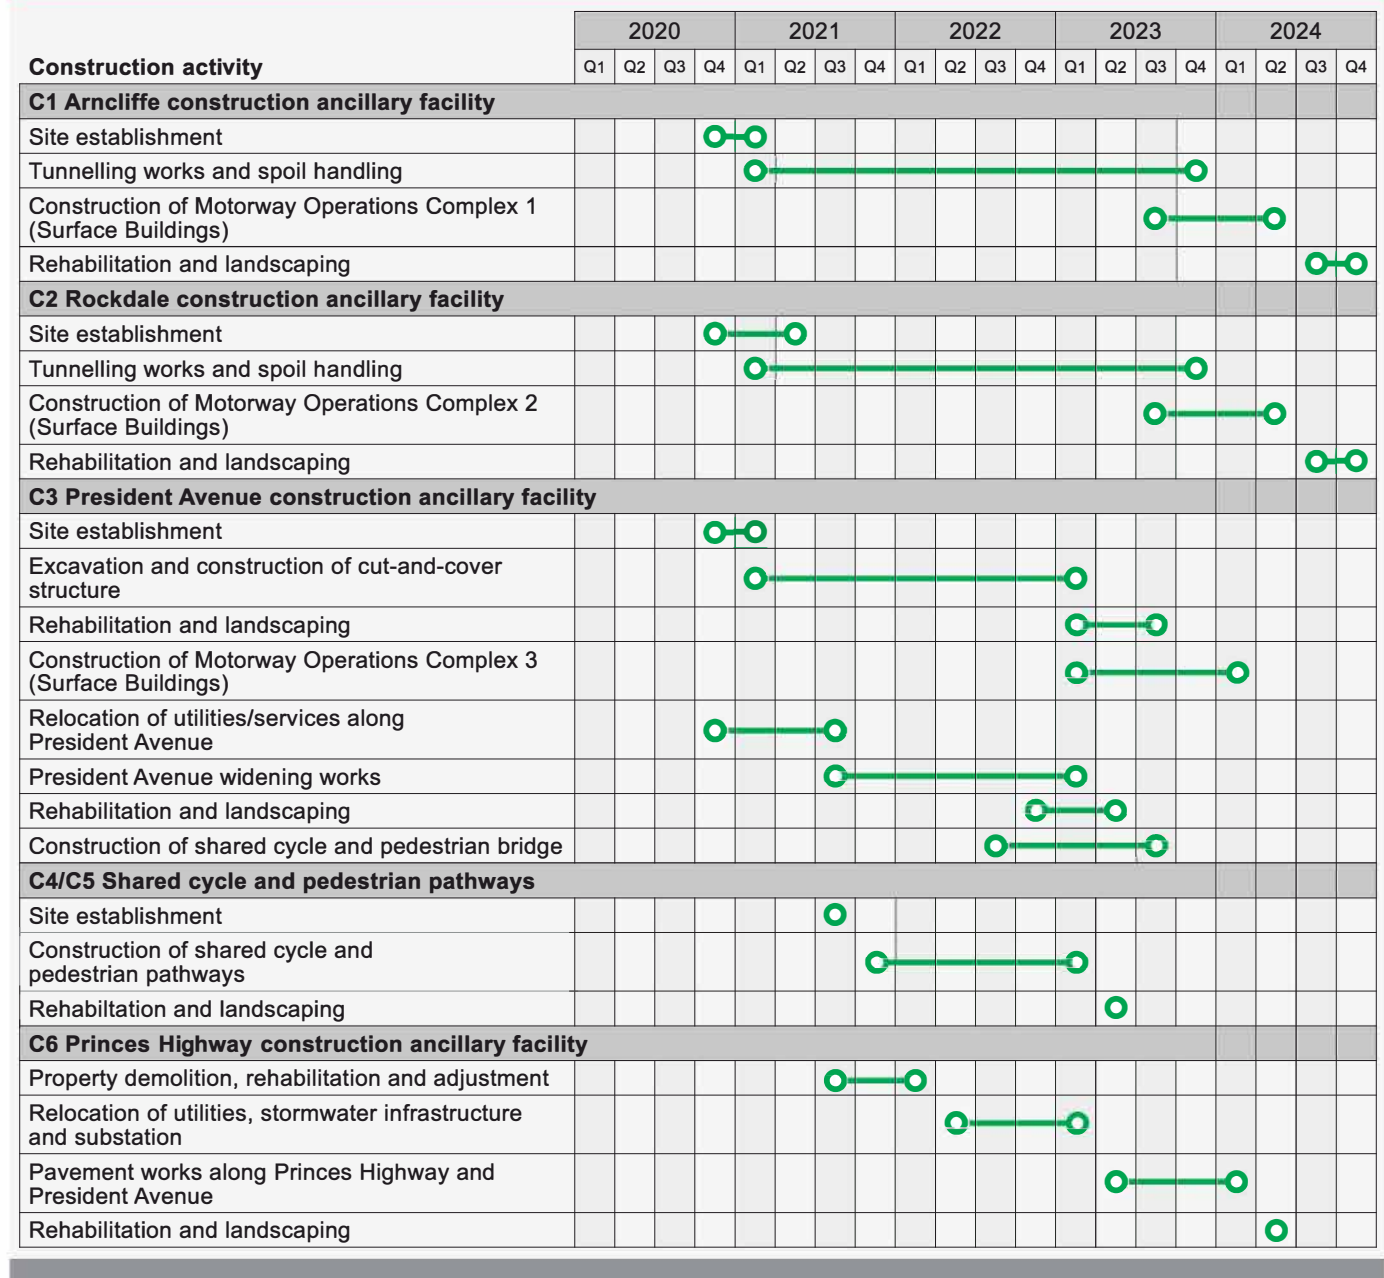 2020 2021 2022 2023 2024
Construction activity Q1 Q2 Q3 Q4 Q1 Q2 Q3 Q4 Q1 Q2 Q3 Q4 Q1 Q2 Q3 Q4 Q1 Q2 Q3 Q4
C1 Arncliffe construction ancillary facility
Site establishment
Tunnelling works and spoil handling
Construction of Motorway Operations Complex 1
(Surface Buildings)
Rehabilitation and landscaping
C2 Rockdale construction ancillary facility
Site establishment
Tunnelling works and spoil handling
Construction of Motorway Operations Complex 2
(Surface Buildings)
Rehabilitation and landscaping
C3 President Avenue construction ancillary facility
Site establishment
Excavation and construction of cut-and-cover
structure
Rehabilitation and landscaping
Construction of Motorway Operations Complex 3
(Surface Buildings)
Relocation of utilities/services along
President Avenue
President Avenue widening works
Rehabilitation and landscaping
Construction of shared cycle and pedestrian bridge
C4/C5 Shared cycle and pedestrian pathways
Site establishment
Construction of shared cycle and
pedestrian pathways
Rehabiltation and landscaping
C6 Princes Highway construction ancillary facility
Property demolition, rehabilitation and adjustment
Relocation of utilities, stormwater infrastructure
and substation
Pavement works along Princes Highway and
President Avenue
Rehabilitation and landscaping